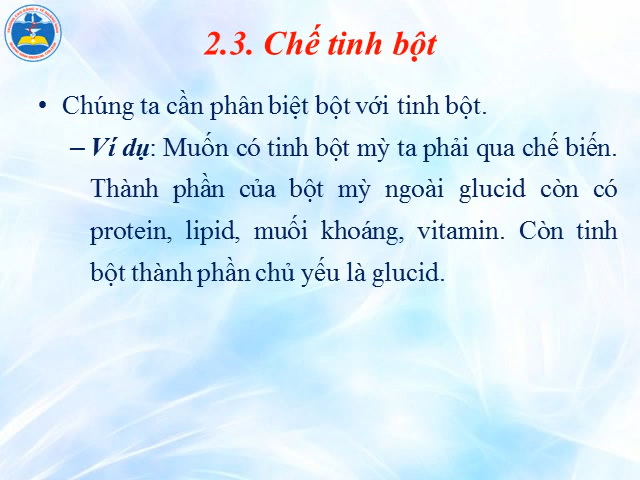 2.3. Chế tinh bột
• Chúng ta cần phân biệt bột với tinh bột.
– Ví dụ: Muốn có tinh bột mỳ ta phải qua chế biến.
Thành phần của bột mỳ ngoài glucid còn có
protein, lipid, muối khoáng, vitamin. Còn tinh
bột thành phần chủ yếu là glucid.